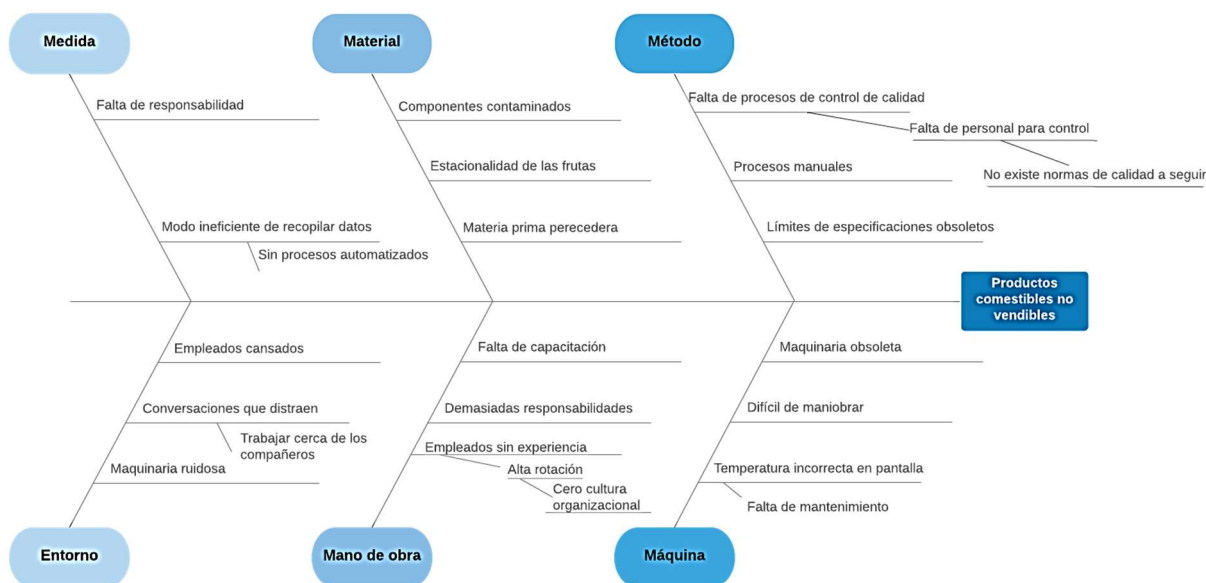 Medida
Material
Método
Falta de responsabilidad
Componentes contaminados
Falta de procesos de control de calidad
Falta de personal para control
Estacionalidad de las frutas
Procesos manuales
No existe normas de calidad a seguir
Modo ineficiente de recopilar datos
Sin procesos automatizados
Materia prima perecedera
Límites de especificaciones obsoletos
Productos
comestibles no
vendibles
Empleados cansados
Falta de capacitación
Maquinaria obsoleta
Conversaciones que distraen
Trabajar cerca de los
compañeros
Demasiadas responsabilidades
Difícil de maniobrar
Maquinaria ruidosa
Empleados sin experiencia
Alta rotación
Cero cultura
organizacional
Temperatura incorrecta en pantalla
Falta de mantenimiento
Entorno
Mano de obra
Máquina